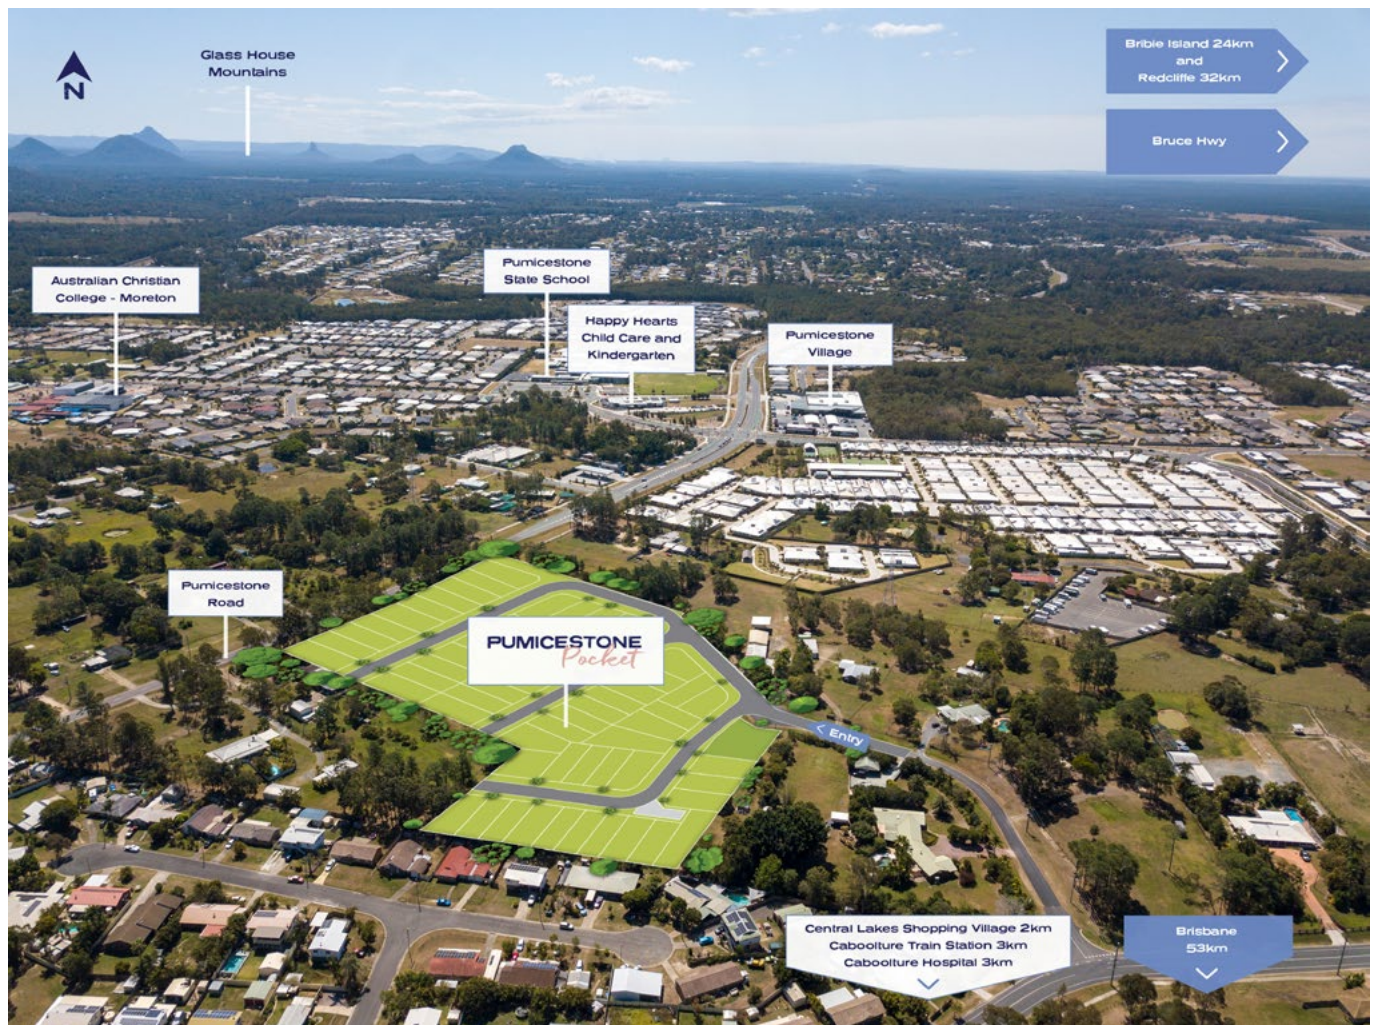 Glass House
Mountains
N
Bribie Island 24km
and
Redcliffe 32km
Bruce Hwy
Australian Christian
College - Moreton
Pumicestone
State School
Happy Hearts
Child Care and
Kindergarten
Pumicestone
Village
Pumicestone
Road
PUMICESTONE
Pocket
< Entry
Central Lakes Shopping Village 2km
Caboolture Train Station 3km
Caboolture Hospital 3km
Brisbane
53km